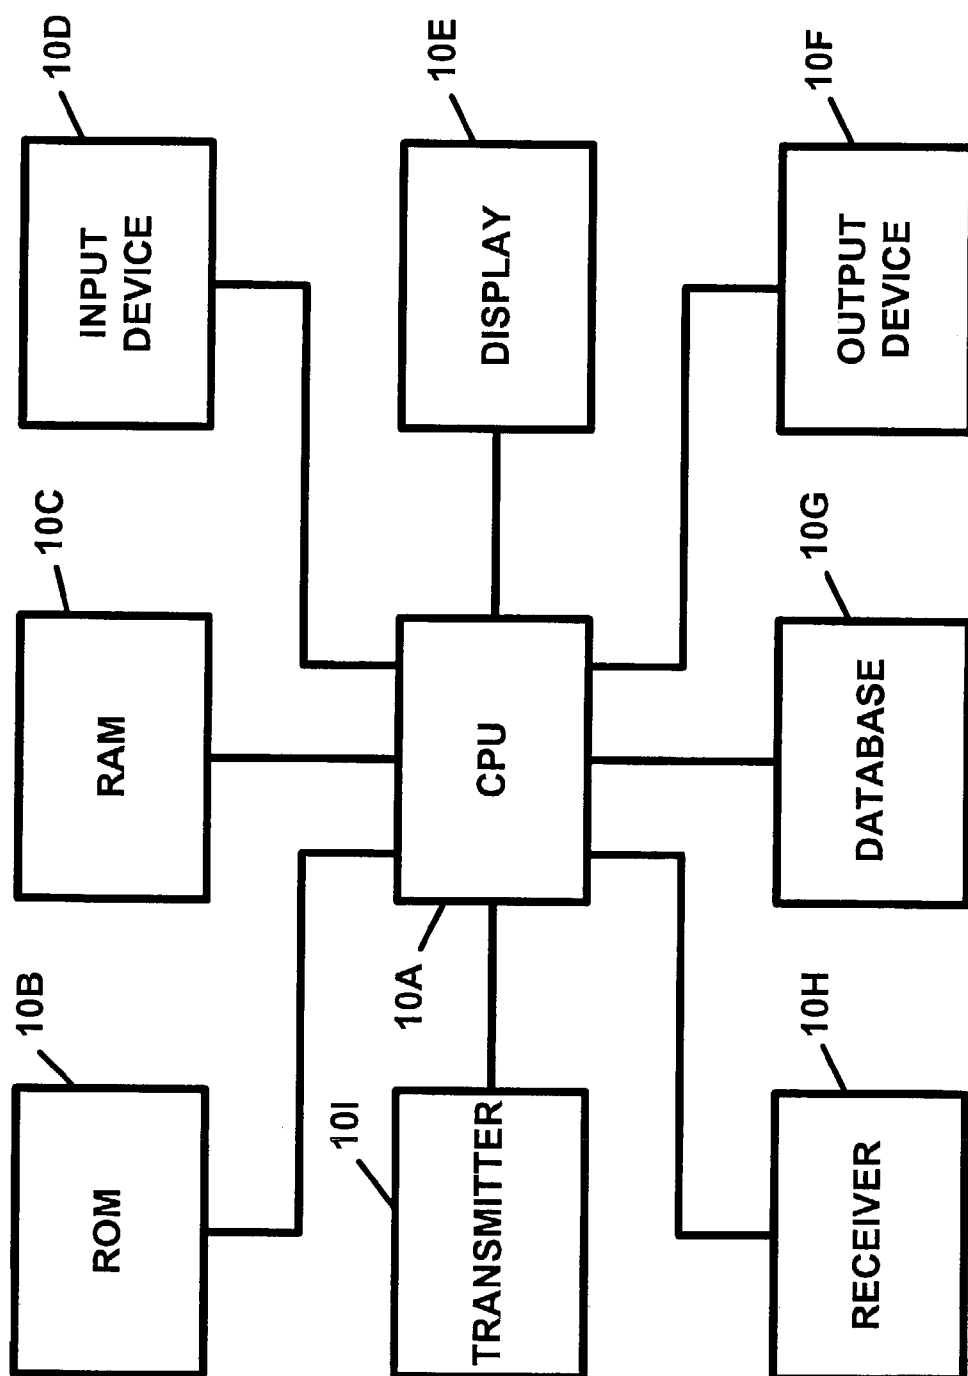 10B
ROM
10C
RAM
10D
INPUT
DEVICE
10I
TRANSMITTER
10A
CPU
10E
DISPLAY
10H
RECEIVER
10G
DATABASE
10F
OUTPUT
DEVICE